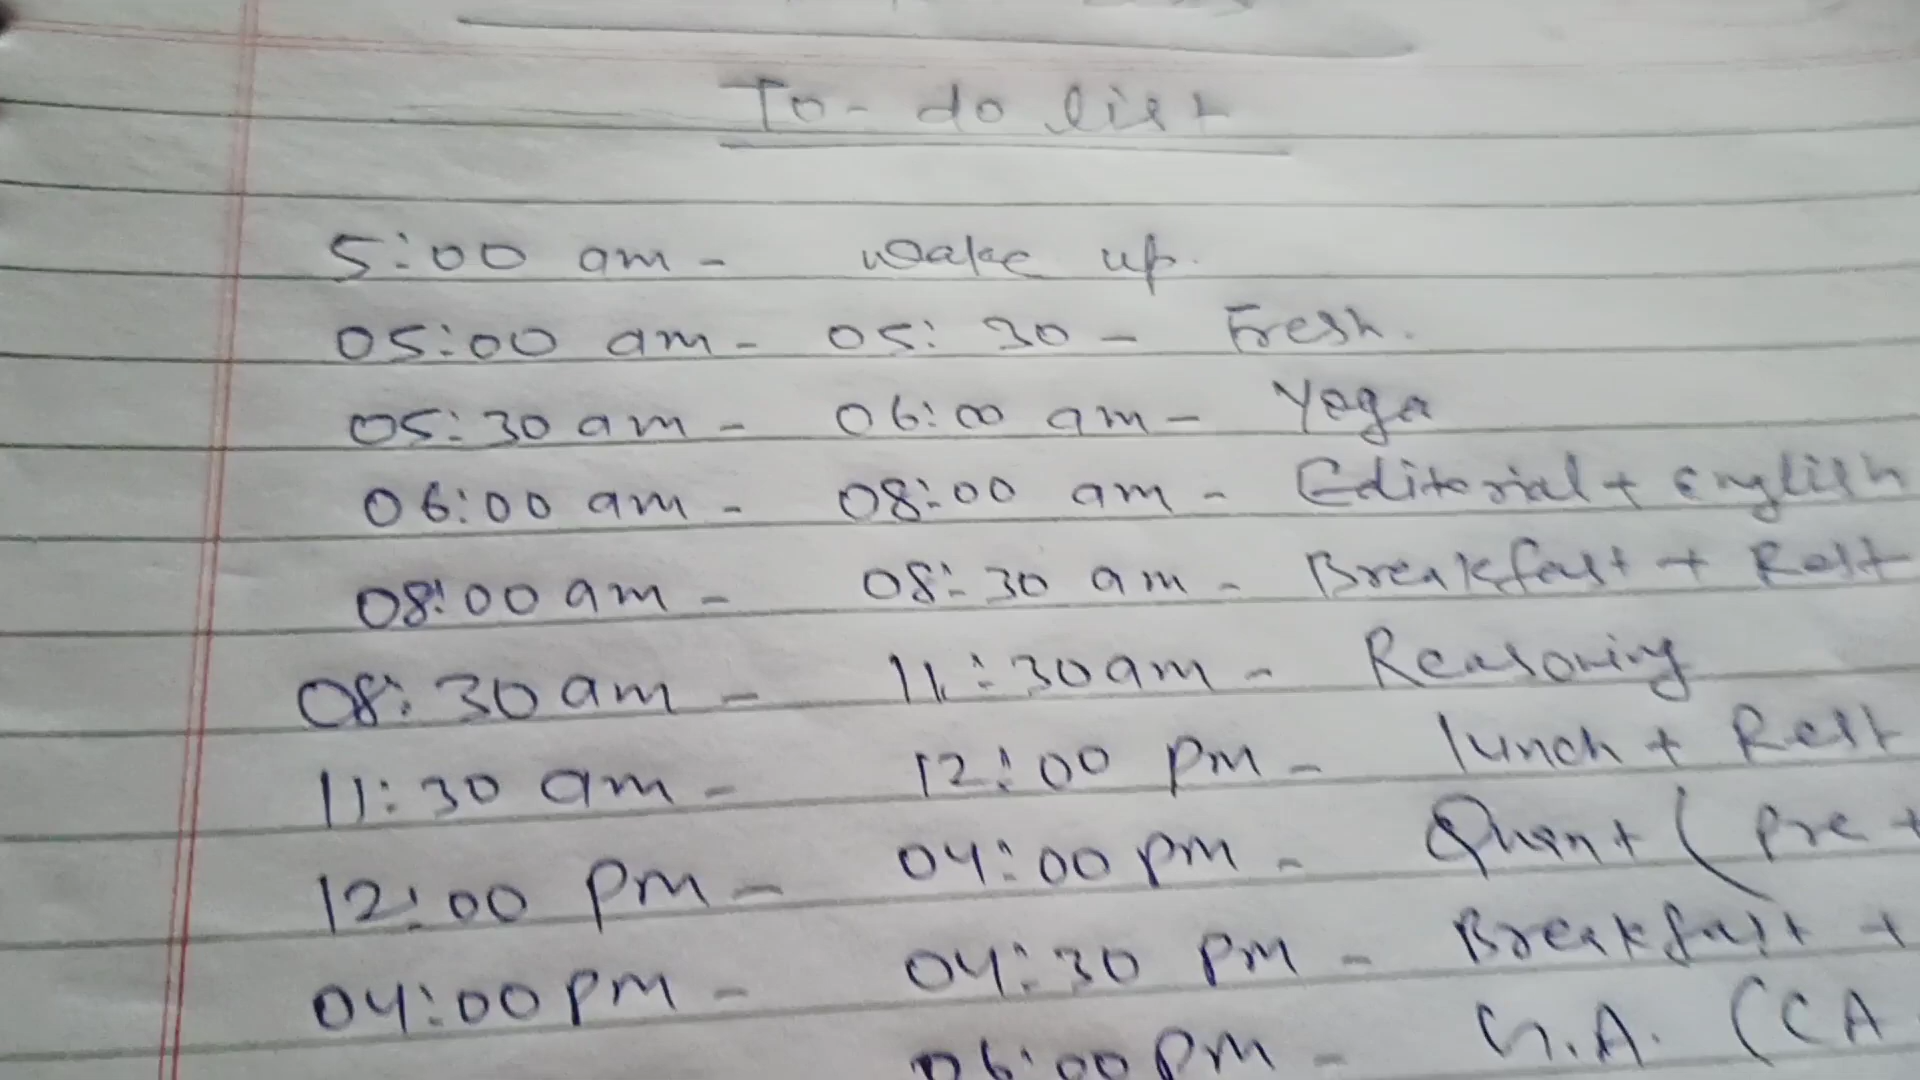 To-do list
5:00 am - wake up.
05:00 am - 05:30 - Fresh.
05:30 am - 06:00 am - Yoga
06:00 am - 08:00 am - Editorial + English
08:00 am - 08:30 am - Breakfast + Rest
08:30 am - 11:30 am - Reasoning
11:30 am - 12:00 pm - lunch + Rest
12:00 pm - 04:00 pm - Quant (Pre +
04:00 pm - 04:30 pm - Breakfast +
06:00 pm - G.A. (CA